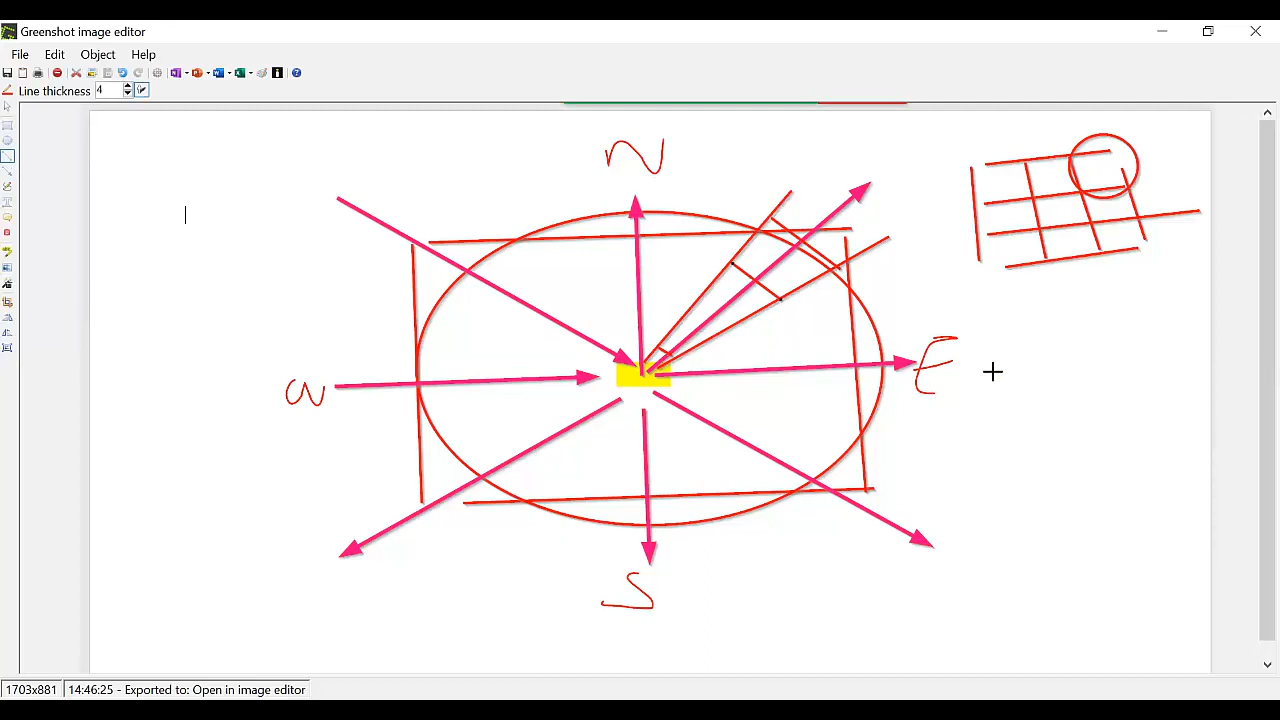 Greenshot image editor
File Edit Object Help
Line thickness 4
N
W
E
S
1703x881 14:46:25 - Exported to: Open in image editor